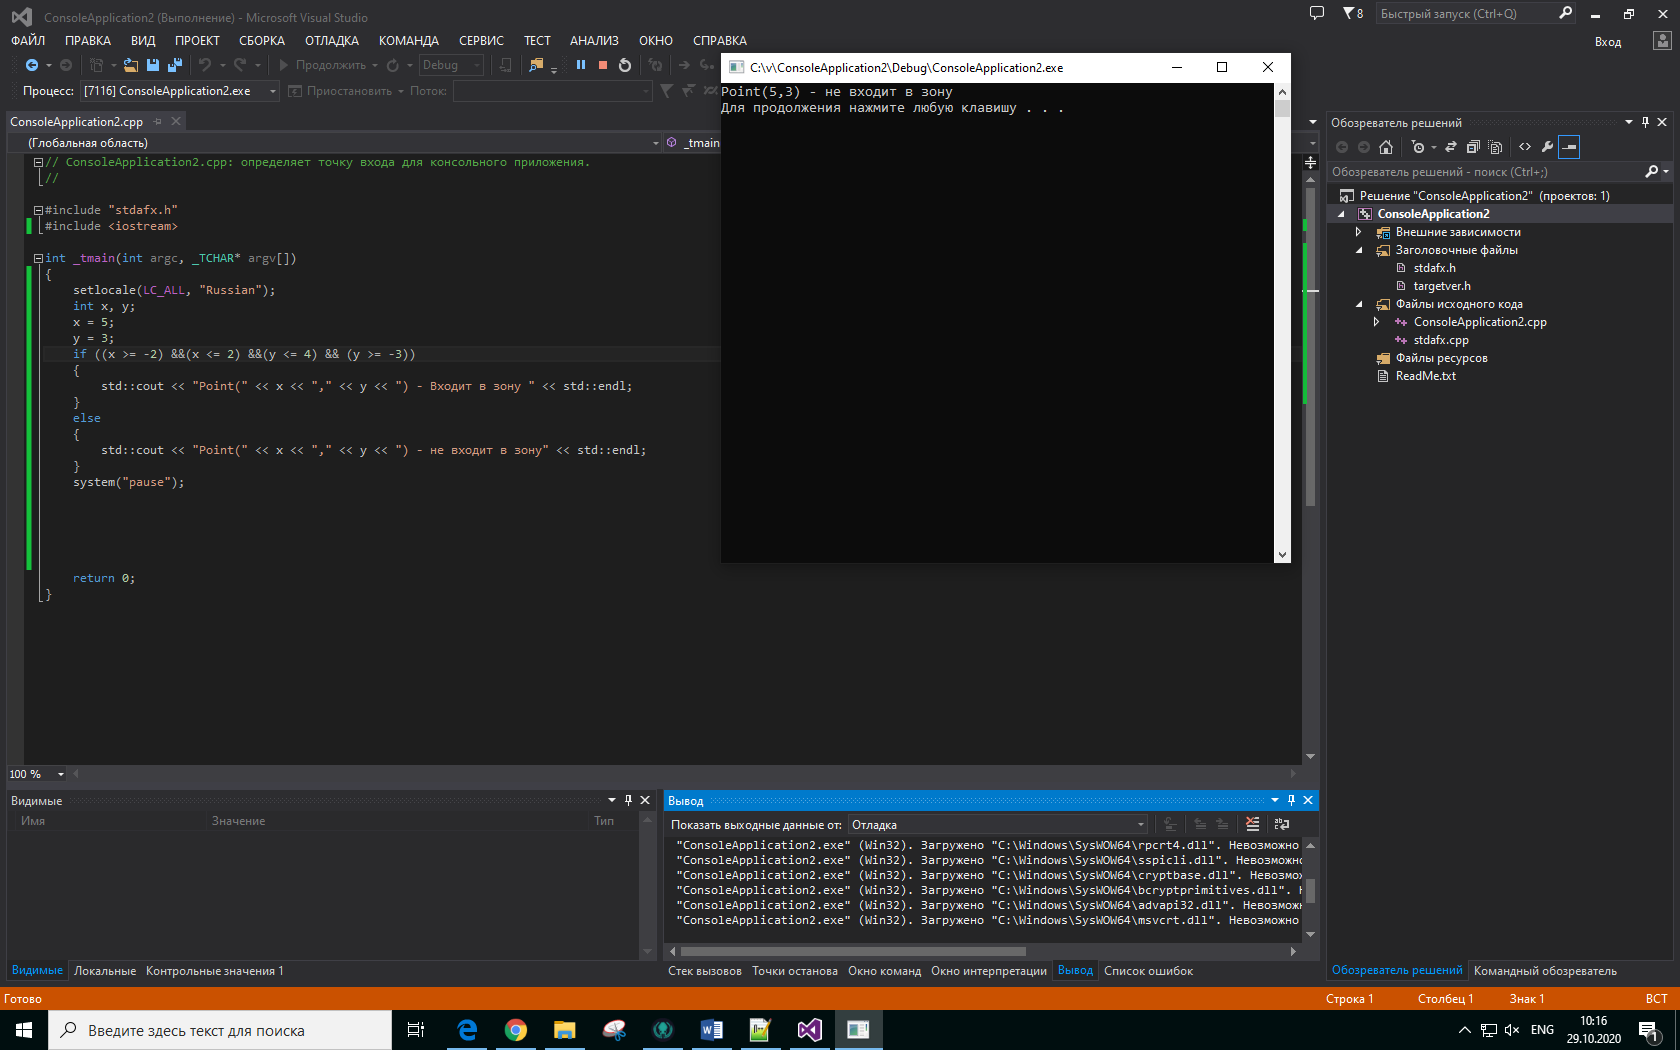 ConsoleApplication2 (Выполнение) - Microsoft Visual Studio
8
Быстрый запуск (Ctrl+Q)
ФАЙЛ ПРАВКА ВИД ПРОЕКТ СБОРКА ОТЛАДКА КОМАНДА СЕРВИС ТЕСТ АНАЛИЗ ОКНО СПРАВКА
Вход
Продолжить Debug
Процесс: [7116] ConsoleApplication2.exe Приостановить Поток:
ConsoleApplication2.cpp
(Глобальная область) _tmain
// ConsoleApplication2.cpp: определяет точку входа для консольного приложения.
//
#include "stdafx.h"
#include <iostream>
int _tmain(int argc, _TCHAR* argv[])
{
setlocale(LC_ALL, "Russian");
int x, y;
x = 5;
y = 3;
if ((x >= -2) &&(x <= 2) &&(y <= 4) && (y >= -3))
{
std::cout << "Point(" << x << "," << y << ") - Входит в зону " << std::endl;
}
else
{
std::cout << "Point(" << x << "," << y << ") - не входит в зону" << std::endl;
}
system("pause");
return 0;
}
C:\v\ConsoleApplication2\Debug\ConsoleApplication2.exe
Point(5,3) - не входит в зону
Для продолжения нажмите любую клавишу . . .
Обозреватель решений
Обозреватель решений - поиск (Ctrl+;)
Решение "ConsoleApplication2" (проектов: 1)
ConsoleApplication2
Внешние зависимости
Заголовочные файлы
stdafx.h
targetver.h
Файлы исходного кода
ConsoleApplication2.cpp
stdafx.cpp
Файлы ресурсов
ReadMe.txt
100 %
Видимые
Имя Значение Тип
Видимые Локальные Контрольные значения 1
Вывод
Показать выходные данные от: Отладка
"ConsoleApplication2.exe" (Win32). Загружено "C:\Windows\SysWOW64\rpcrt4.dll". Невозможно
"ConsoleApplication2.exe" (Win32). Загружено "C:\Windows\SysWOW64\sspicli.dll". Невозможно
"ConsoleApplication2.exe" (Win32). Загружено "C:\Windows\SysWOW64\cryptbase.dll". Невозмо
"ConsoleApplication2.exe" (Win32). Загружено "C:\Windows\SysWOW64\bcryptprimitives.dll". Н
"ConsoleApplication2.exe" (Win32). Загружено "C:\Windows\SysWOW64\advapi32.dll". Невозмож
"ConsoleApplication2.exe" (Win32). Загружено "C:\Windows\SysWOW64\msvcrt.dll". Невозможно
Стек вызовов Точки останова Окно команд Окно интерпретации Вывод Список ошибок
Обозреватель решений Командный обозреватель
Готово Строка 1 Столбец 1 Знак 1 ВСТ
Введите здесь текст для поиска
ENG
10:16
29.10.2020
1